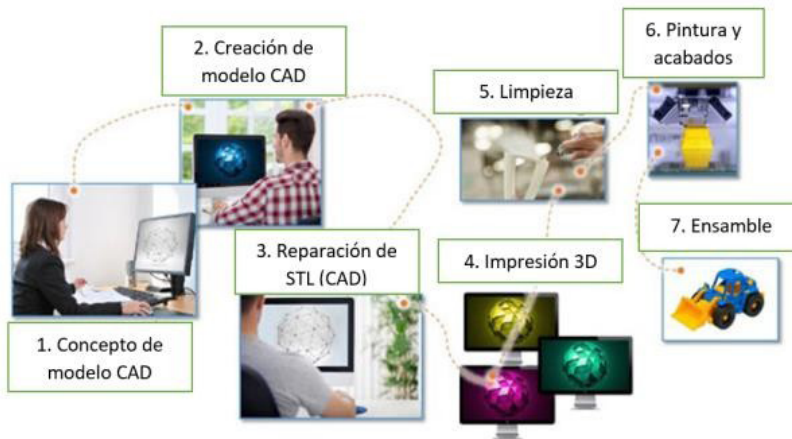 1. Concepto de
modelo CAD
2. Creación de
modelo CAD
3. Reparación de
STL (CAD)
4. Impresión 3D
5. Limpieza
6. Pintura y
acabados
7. Ensamble